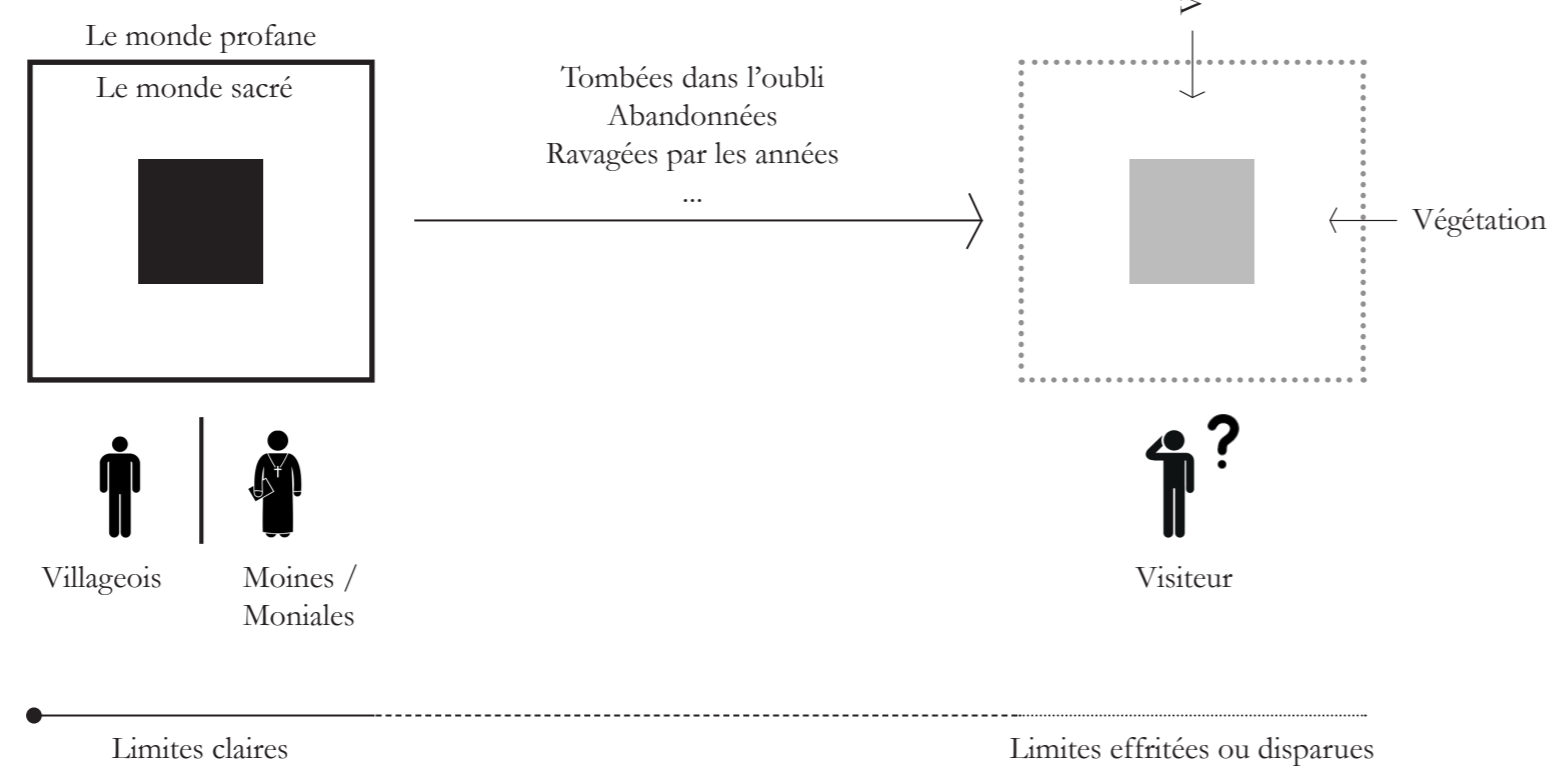 Le monde profane
Le monde sacré
Tombées dans l’oubli
Abandonnées
Ravagées par les années
...
Végétation
?
Villageois
Moines /
Moniales
Visiteur
Limites claires
Limites effritées ou disparues